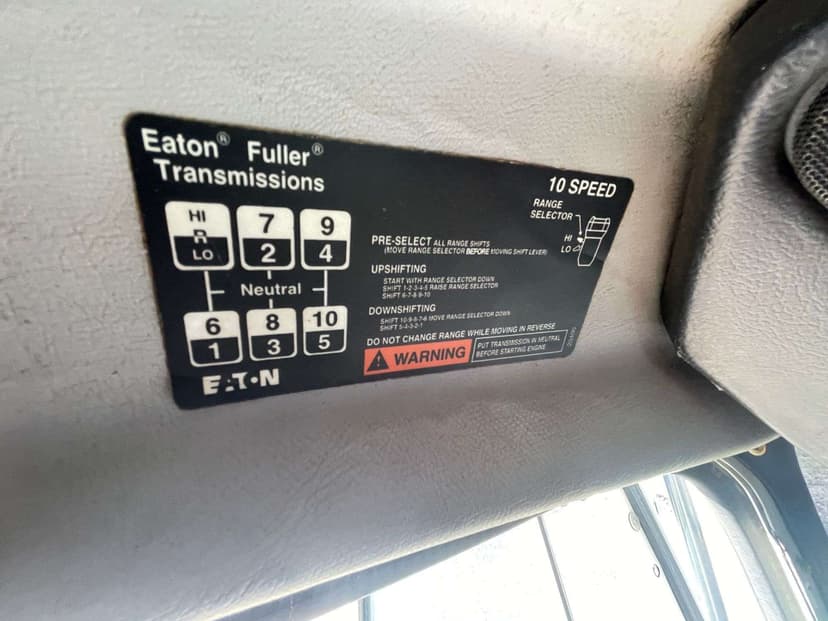 Eaton® Fuller®
Transmissions
10 SPEED
RANGE
SELECTOR
HI
LO
HI
R
LO
7
2
9
4
Neutral
6
1
8
3
10
5
PRE-SELECT ALL RANGE SHIFTS
(MOVE RANGE SELECTOR BEFORE MOVING SHIFT LEVER)
UPSHIFTING
START WITH RANGE SELECTOR DOWN
SHIFT 1-2-3-4-5 RAISE RANGE SELECTOR
SHIFT 6-7-8-9-10
DOWNSHIFTING
SHIFT 10-9-8-7-6 MOVE RANGE SELECTOR DOWN
SHIFT 5-4-3-2-1
DO NOT CHANGE RANGE WHILE MOVING IN REVERSE
WARNING
PUT TRANSMISSION IN NEUTRAL
BEFORE STARTING ENGINE
EATON